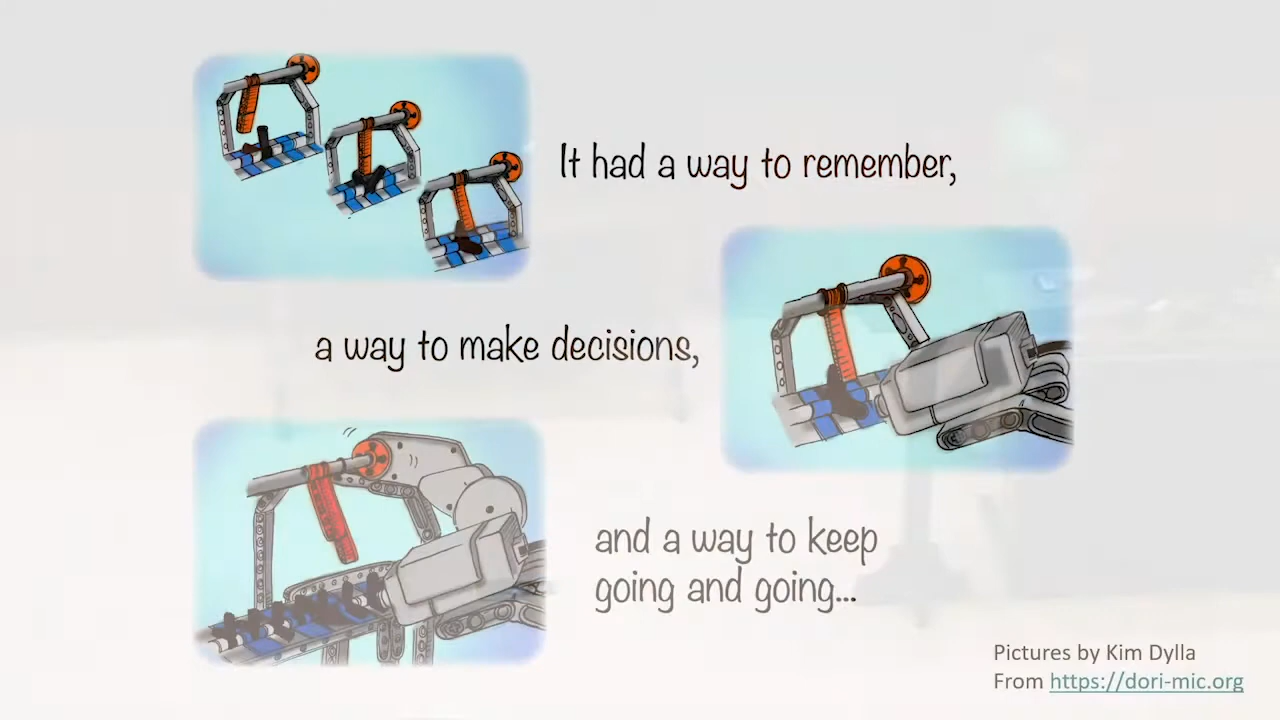 It had a way to remember,
a way to make decisions,
and a way to keep
going and going...
Pictures by Kim Dylla
From https://dori-mic.org